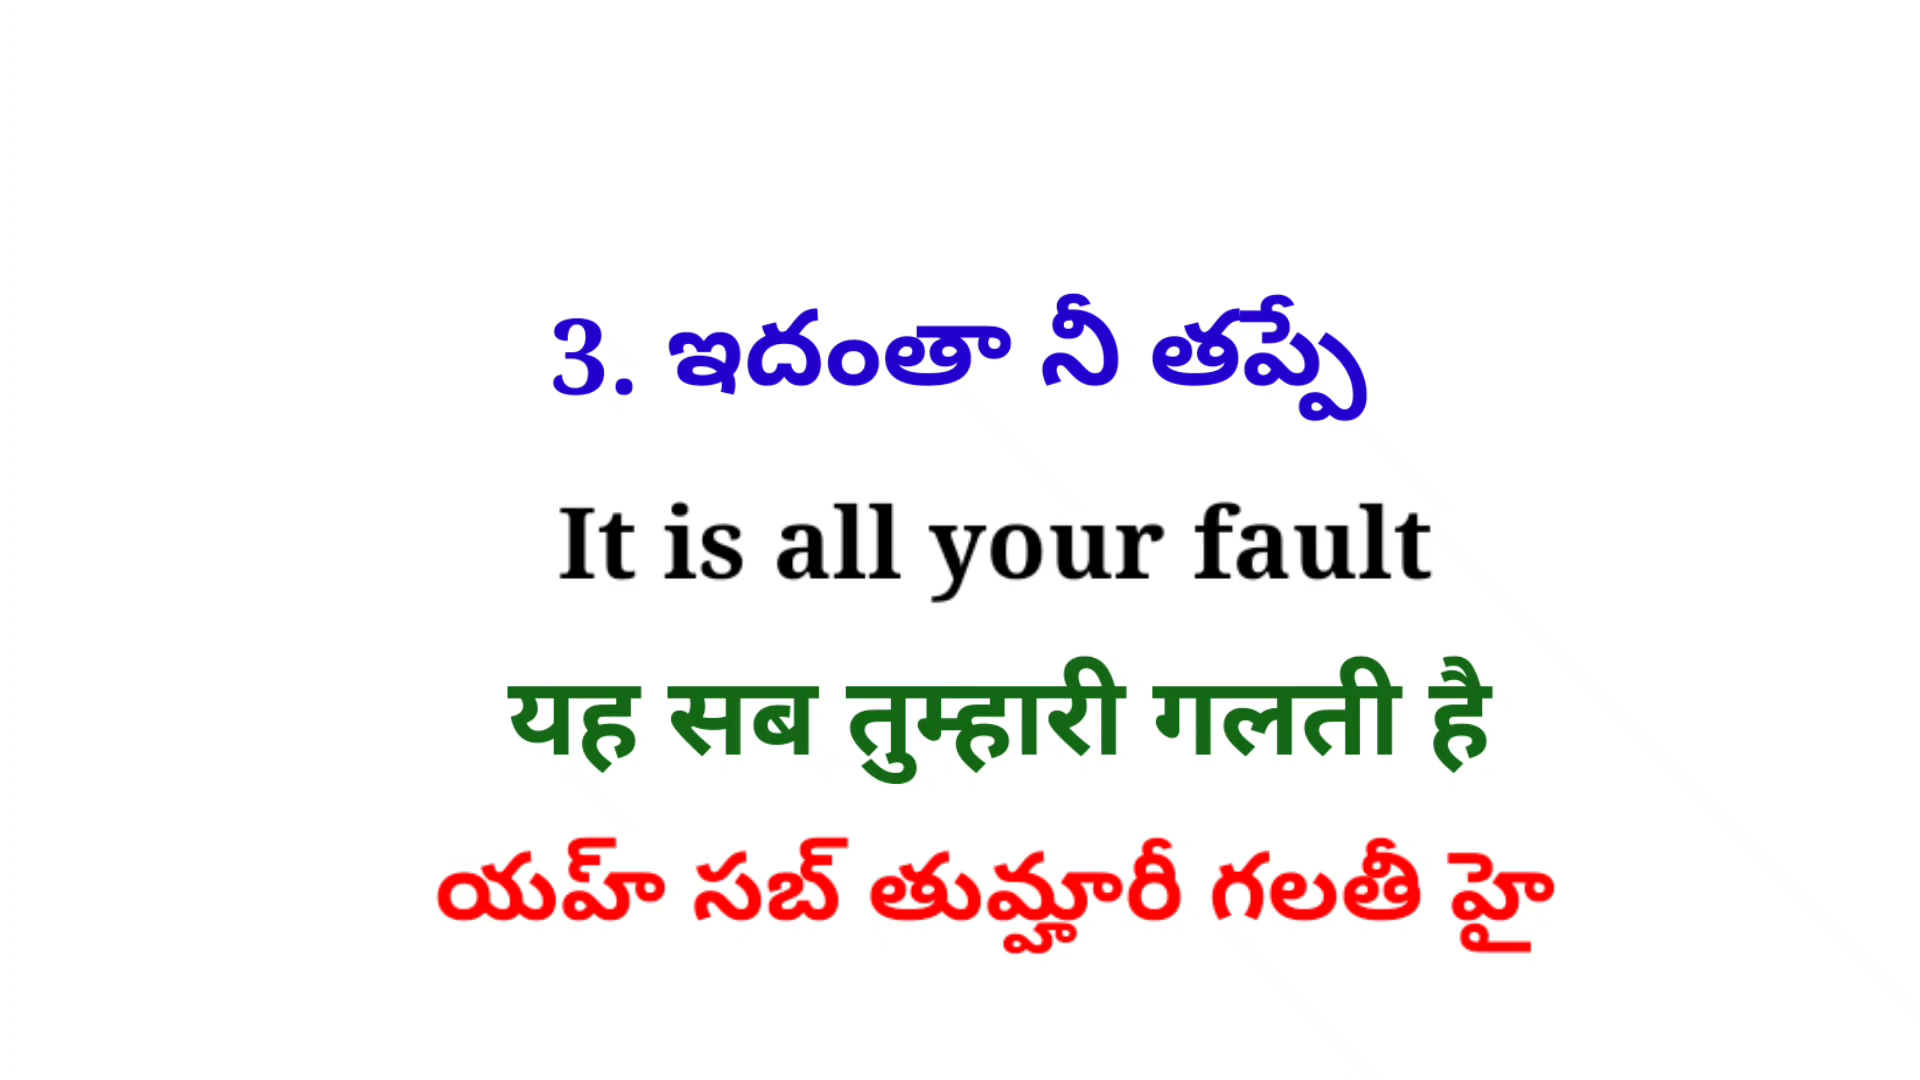 3. ఇదంతా నీ తప్పే
It is all your fault
यह सब तुम्हारी गलती है
యహ్ సబ్ తుమ్హారీ గలతీ హై